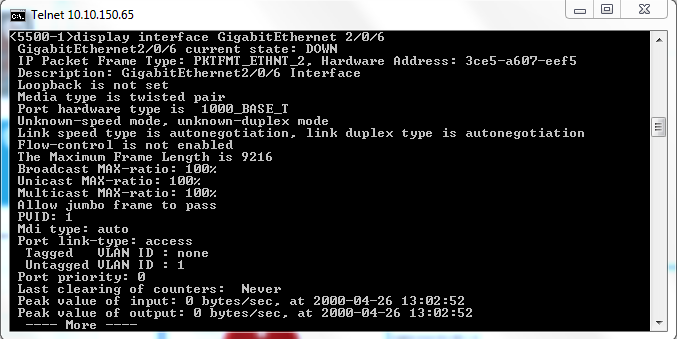 Telnet 10.10.150.65
<5500-1>display interface GigabitEthernet 2/0/6
GigabitEthernet2/0/6 current state: DOWN
IP Packet Frame Type: PKTFMT_ETHNT_2, Hardware Address: 3ce5-a607-eef5
Description: GigabitEthernet2/0/6 Interface
Loopback is not set
Media type is twisted pair
Port hardware type is  1000_BASE_T
Unknown-speed mode, unknown-duplex mode
Link speed type is autonegotiation, link duplex type is autonegotiation
Flow-control is not enabled
The Maximum Frame Length is 9216
Broadcast MAX-ratio: 100%
Unicast MAX-ratio: 100%
Multicast MAX-ratio: 100%
Allow jumbo frame to pass
PVID: 1
Mdi type: auto
Port link-type: access
Tagged   VLAN ID : none
Untagged VLAN ID : 1
Port priority: 0
Last clearing of counters:  Never
Peak value of input: 0 bytes/sec, at 2000-04-26 13:02:52
Peak value of output: 0 bytes/sec, at 2000-04-26 13:02:52
---- More ----